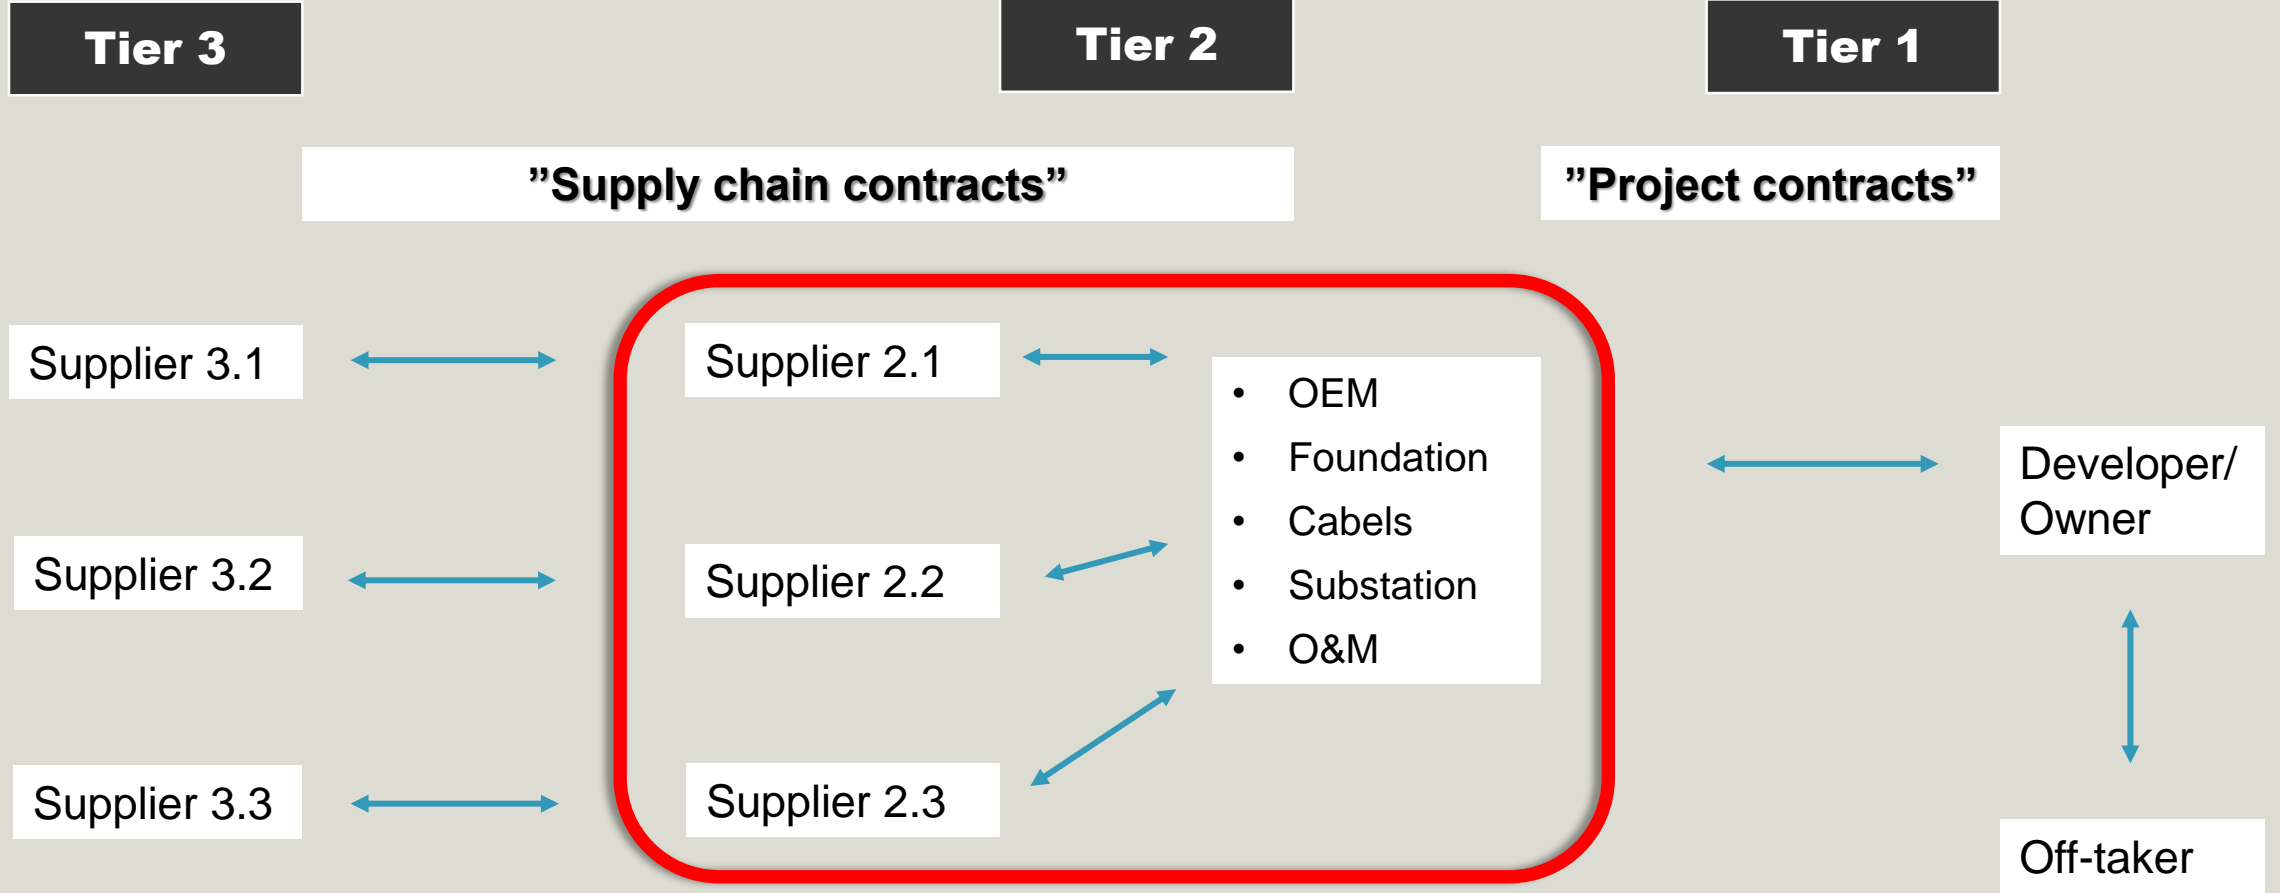 Tier 3
Tier 2
Tier 1
”Supply chain contracts”
”Project contracts”
Supplier 3.1
Supplier 2.1
• OEM
• Foundation
• Cabels
• Substation
• O&M
Developer/
Owner
Supplier 3.2
Supplier 2.2
Supplier 3.3
Supplier 2.3
Off-taker